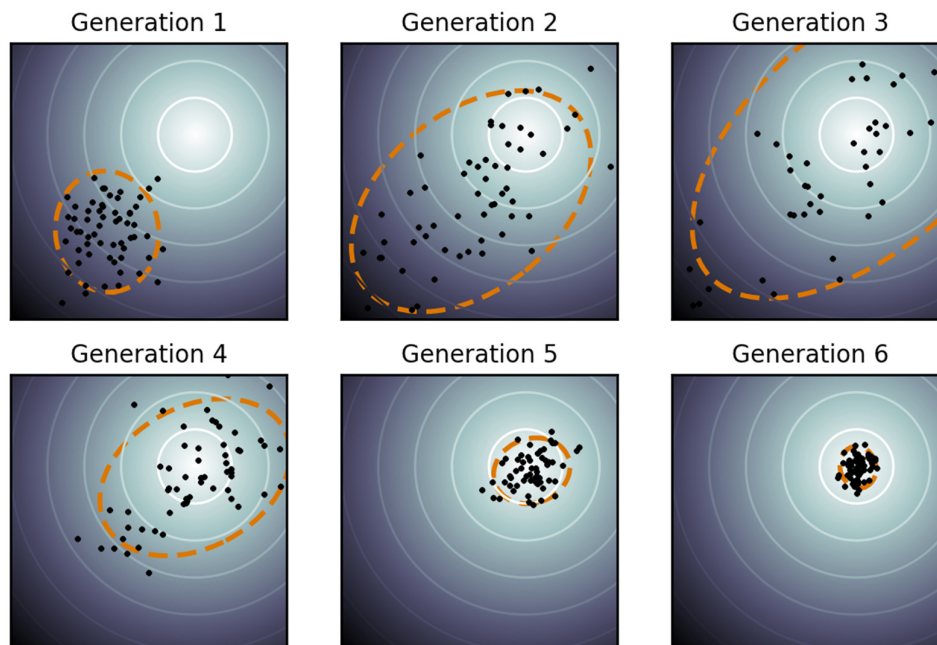 Generation 1
Generation 2
Generation 3
Generation 4
Generation 5
Generation 6